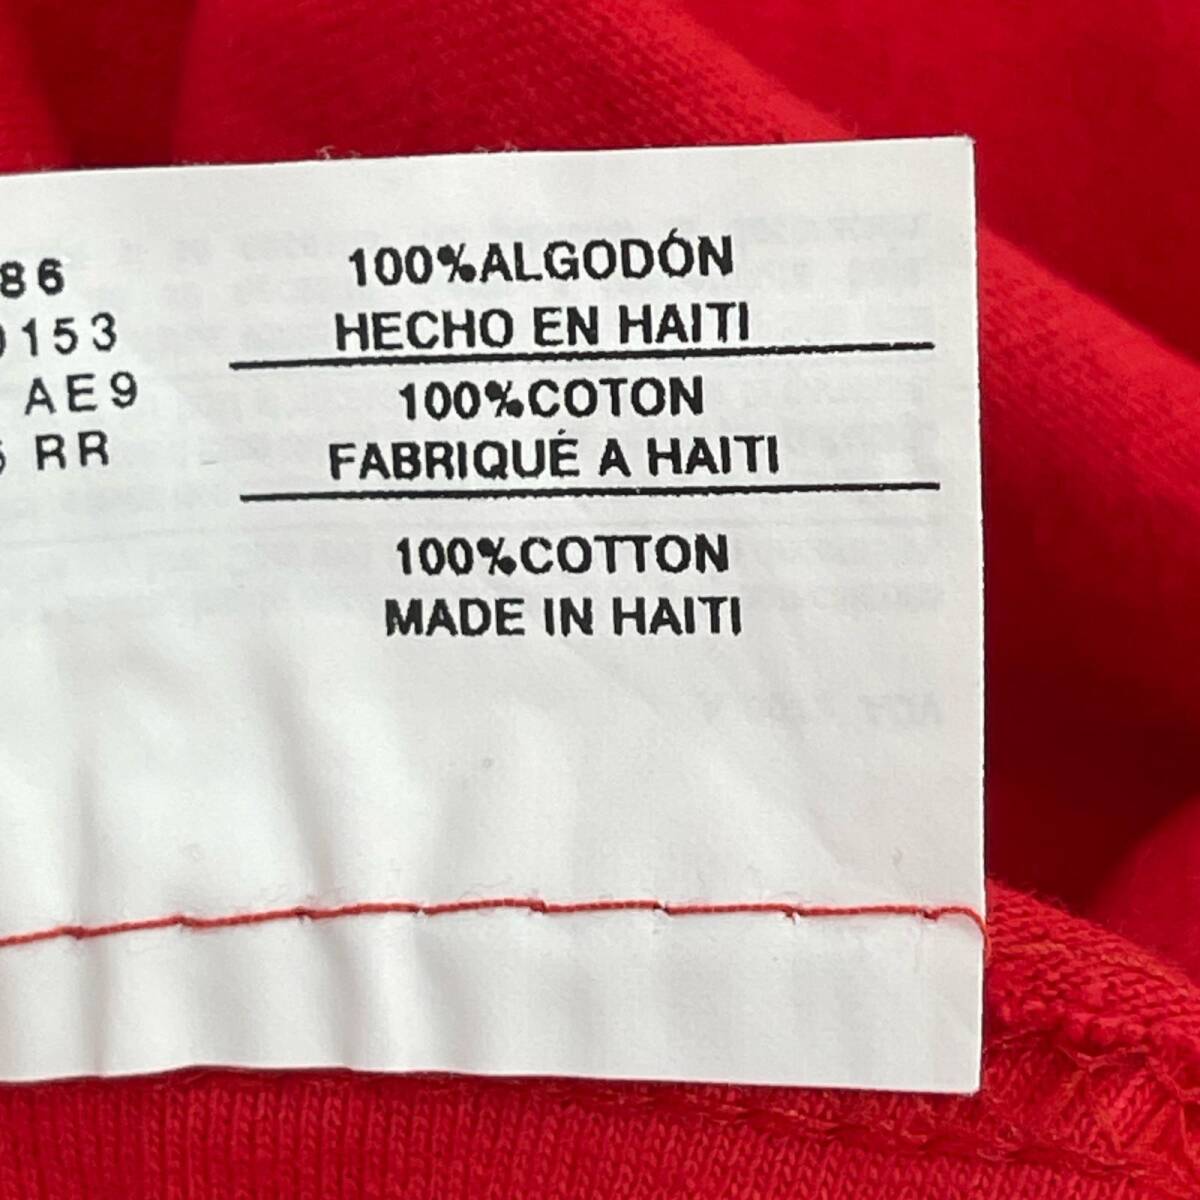 86
153
AE9
RR
100%ALGODÓN
HECHO EN HAITI
100%COTON
FABRIQUÉ A HAITI
100%COTTON
MADE IN HAITI